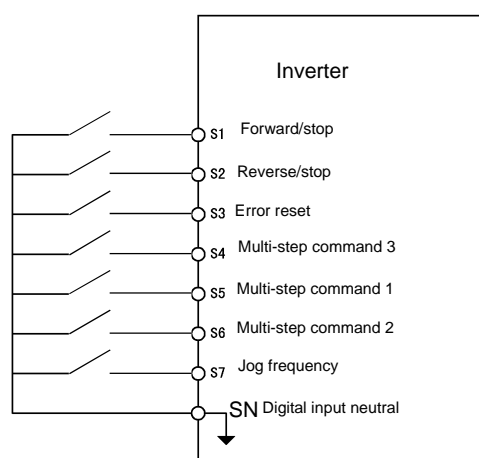 Inverter
S1 Forward/stop
S2 Reverse/stop
S3 Error reset
S4 Multi-step command 3
S5 Multi-step command 1
S6 Multi-step command 2
S7 Jog frequency
SN Digital input neutral